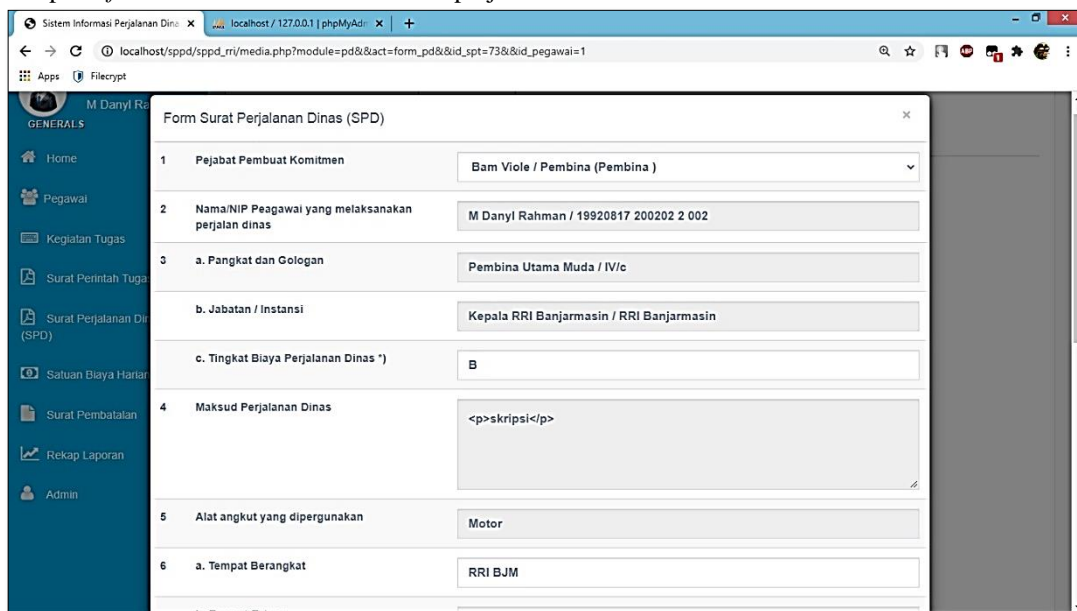 Sistem Informasi Perjalanan Dina
localhost / 127.0.0.1 | phpMyAdm
localhost/sppd/sppd_rri/media.php?module=pd&&act=form_pd&&id_spt=73&&id_pegawai=1
Apps Filecrypt
M Danyl Ra
GENERALS
Home
Pegawai
Kegiatan Tugas
Surat Perintah Tuga
Surat Perjalanan Din
(SPD)
Satuan Biaya Harian
Surat Pembatalan
Rekap Laporan
Admin
Form Surat Perjalanan Dinas (SPD)
1 Pejabat Pembuat Komitmen Bam Viole / Pembina (Pembina )
2 Nama/NIP Peagawai yang melaksanakan
perjalan dinas M Danyl Rahman / 19920817 200202 2 002
3 a. Pangkat dan Gologan Pembina Utama Muda / IV/c
b. Jabatan / Instansi Kepala RRI Banjarmasin / RRI Banjarmasin
c. Tingkat Biaya Perjalanan Dinas *) B
4 Maksud Perjalanan Dinas <p>skripsi</p>
5 Alat angkut yang dipergunakan Motor
6 a. Tempat Berangkat RRI BJM